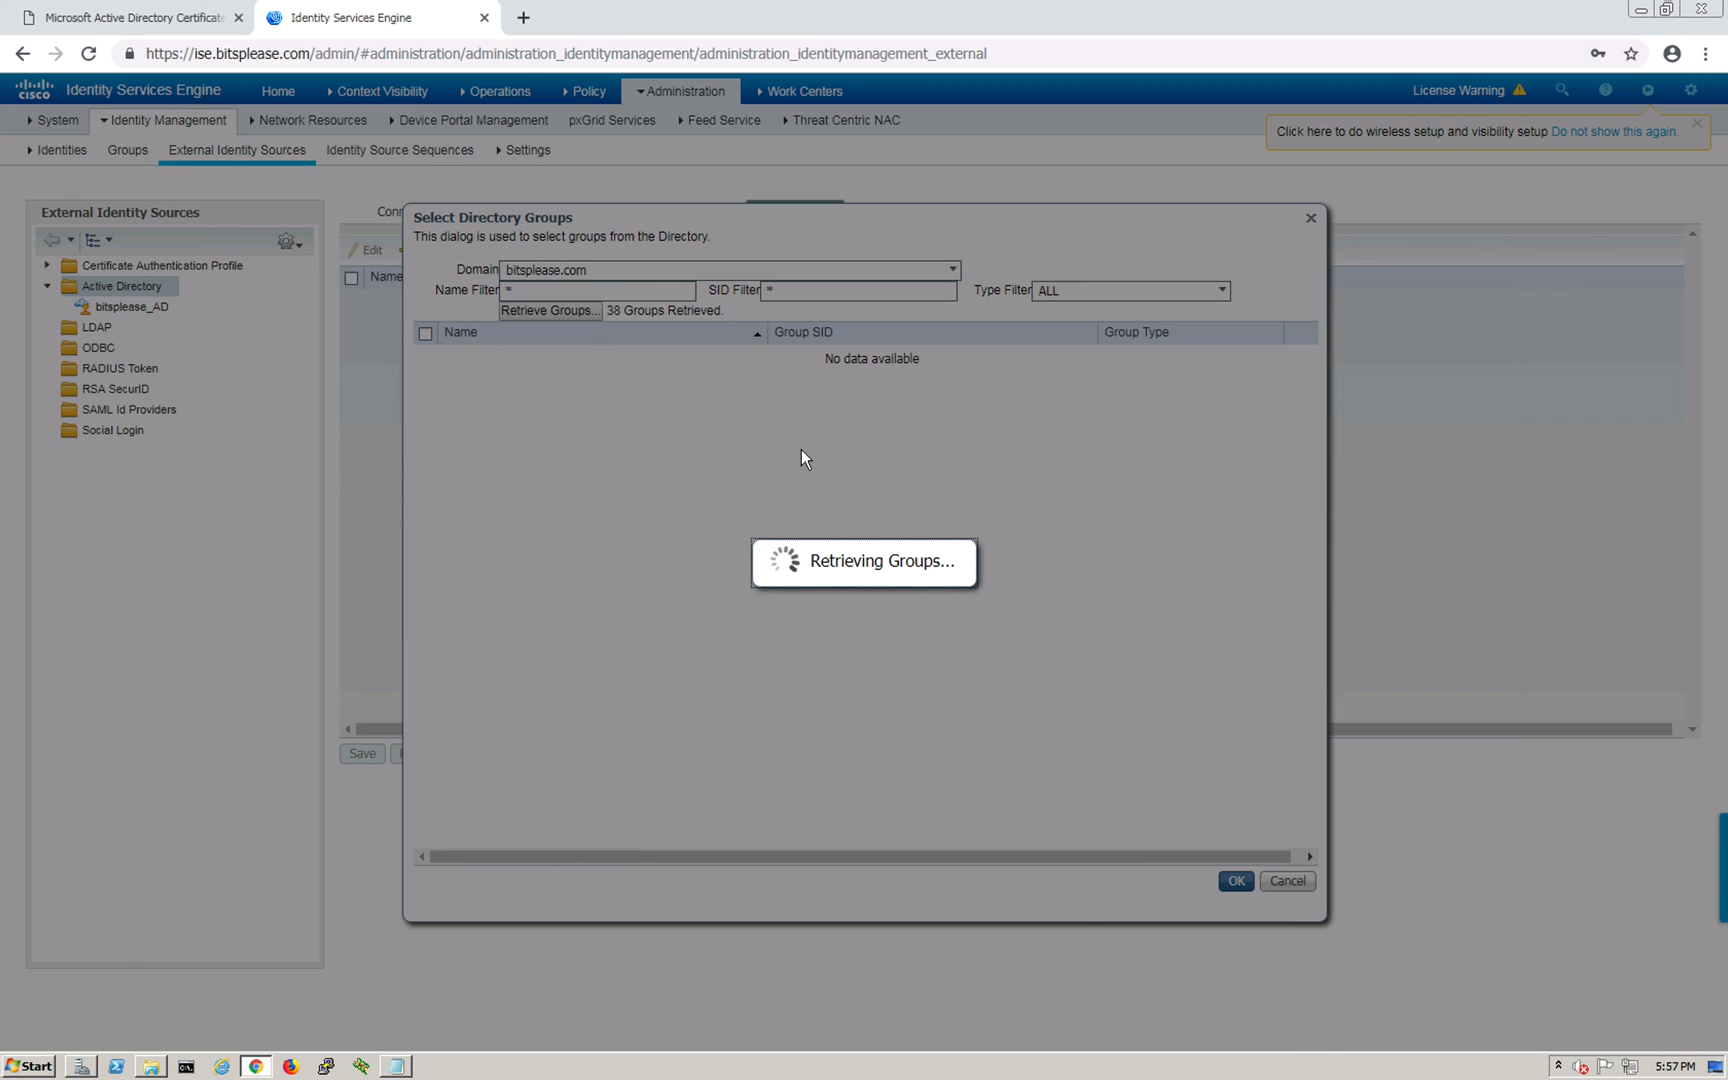 Microsoft Active Directory Certificate
Identity Services Engine
https://ise.bitsplease.com/admin/#administration/administration_identitymanagement/administration_identitymanagement_external
CISCO
Identity Services Engine
Home
Context Visibility
Operations
Policy
Administration
Work Centers
License Warning
System
Identity Management
Network Resources
Device Portal Management
pxGrid Services
Feed Service
Threat Centric NAC
Click here to do wireless setup and visibility setup Do not show this again.
Identities
Groups
External Identity Sources
Identity Source Sequences
Settings
External Identity Sources
Certificate Authentication Profile
Active Directory
bitsplease_AD
LDAP
ODBC
RADIUS Token
RSA SecurID
SAML Id Providers
Social Login
Conn
Edit
Name
Save
Select Directory Groups
This dialog is used to select groups from the Directory.
Domain bitsplease.com
Name Filter * SID Filter * Type Filter ALL
Retrieve Groups... 38 Groups Retrieved.
Name Group SID Group Type
No data available
Retrieving Groups...
OK Cancel
Start
5:57 PM